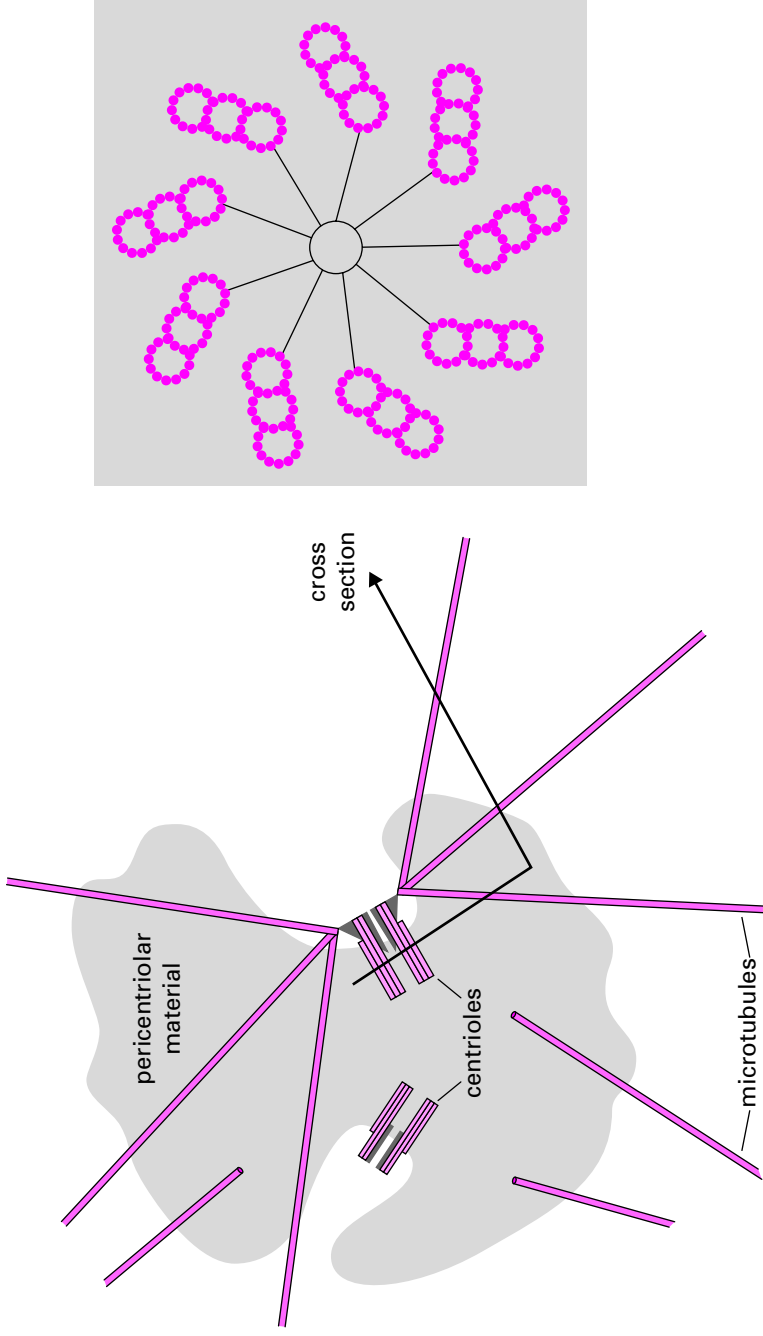 cross
section
pericentriolar
material
centrioles
microtubules